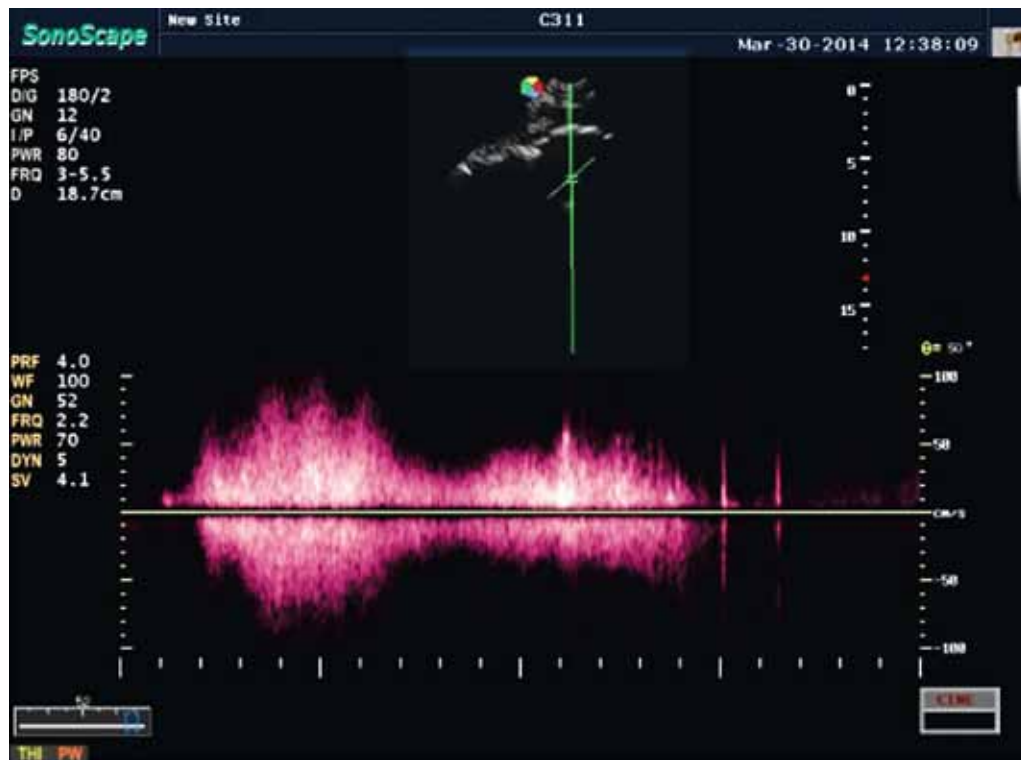 SonoScape
New Site
C311
Mar-30-2014 12:38:09
FPS
D/G 180/2
GN 12
I/P 6/40
PWR 80
FRQ 3-5.5
D 18.7cm
0
5
10
15
θ= 50°
PRF 4.0
WF 100
GN 52
FRQ 2.2
PWR 70
DYN 5
SV 4.1
100
50
cm/s
-50
-100
CINE
THI PW